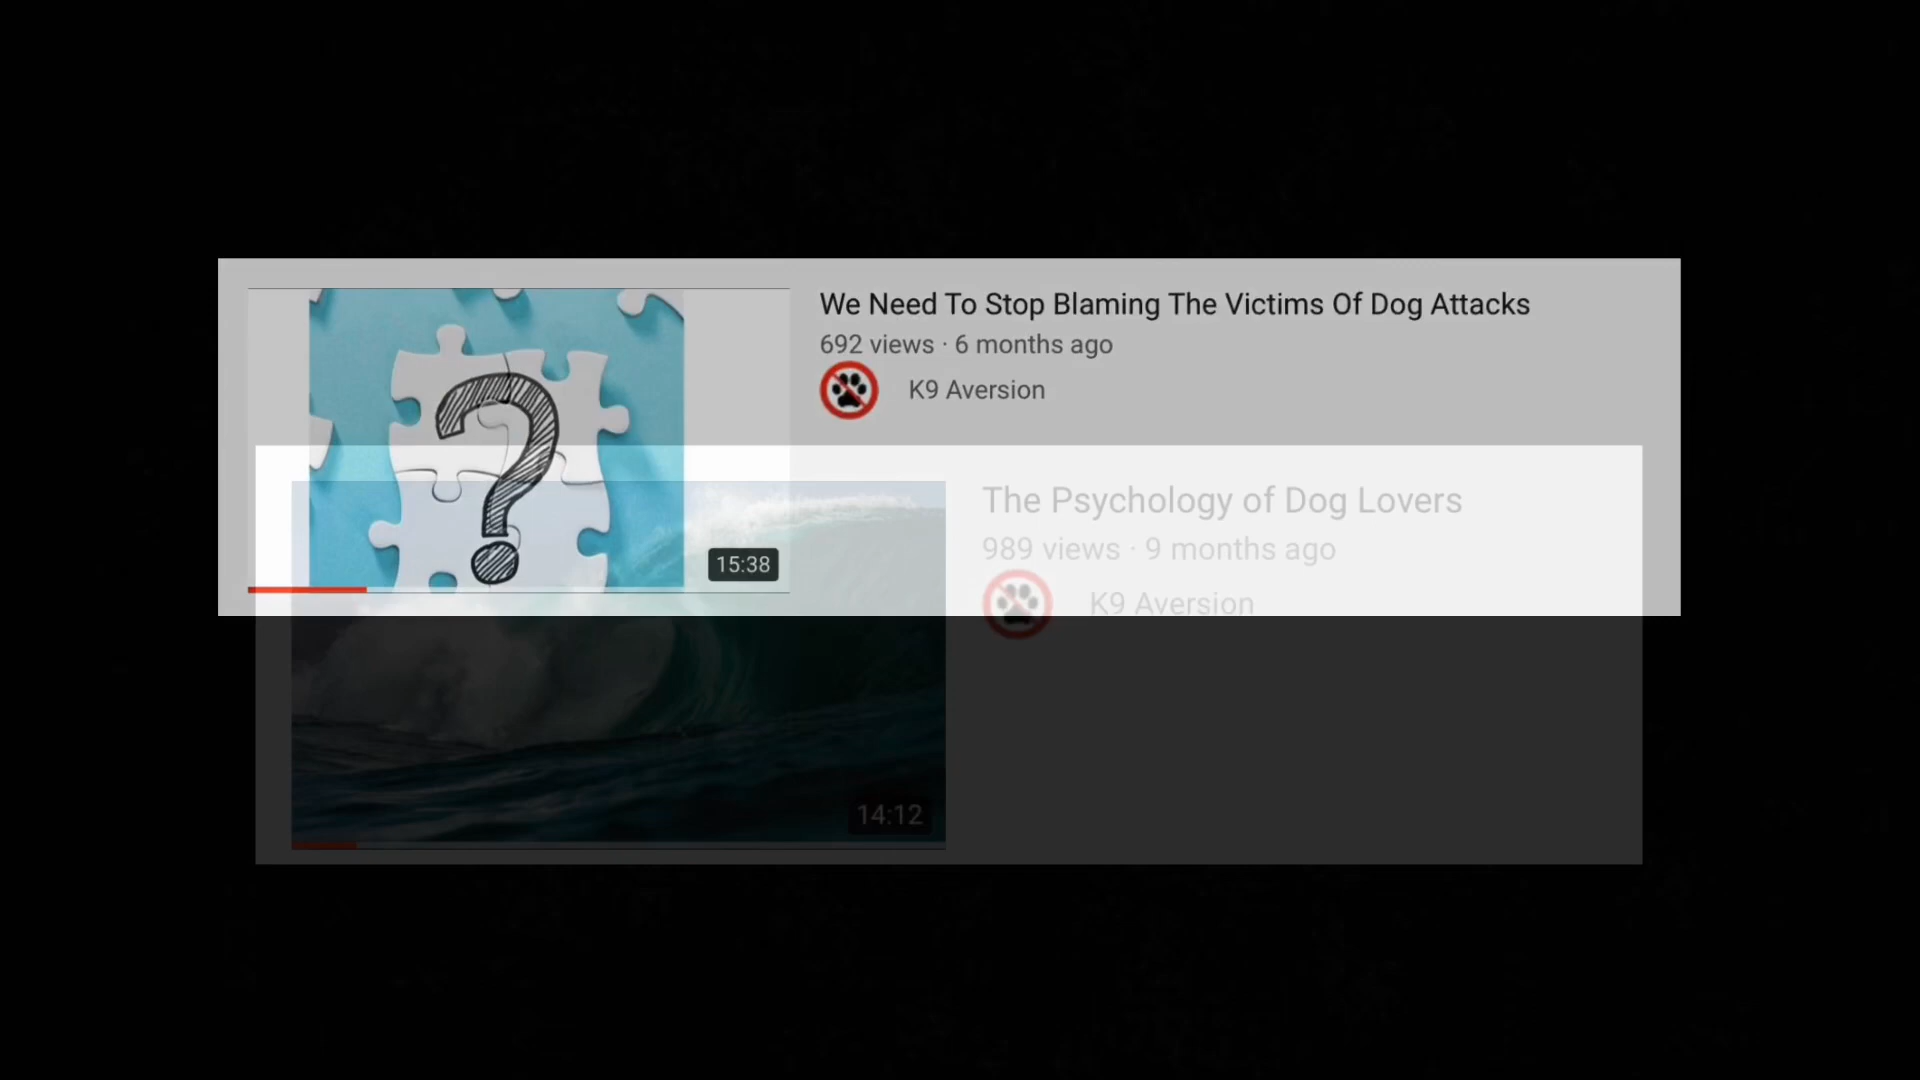 We Need To Stop Blaming The Victims Of Dog Attacks
692 views · 6 months ago
K9 Aversion
15:38
The Psychology of Dog Lovers
989 views · 9 months ago
K9 Aversion
14:12